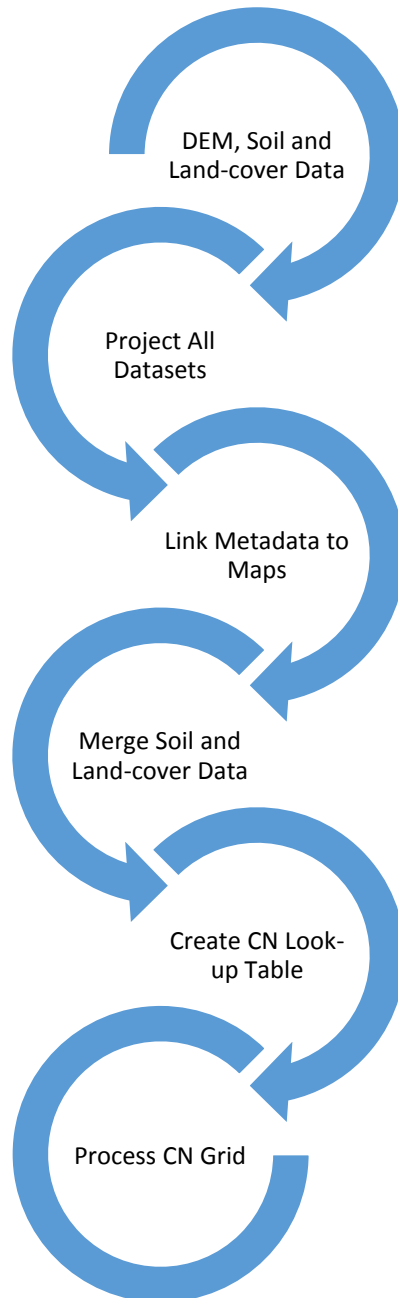 DEM, Soil and
Land-cover Data
Project All
Datasets
Link Metadata to
Maps
Merge Soil and
Land-cover Data
Create CN Look-
up Table
Process CN Grid